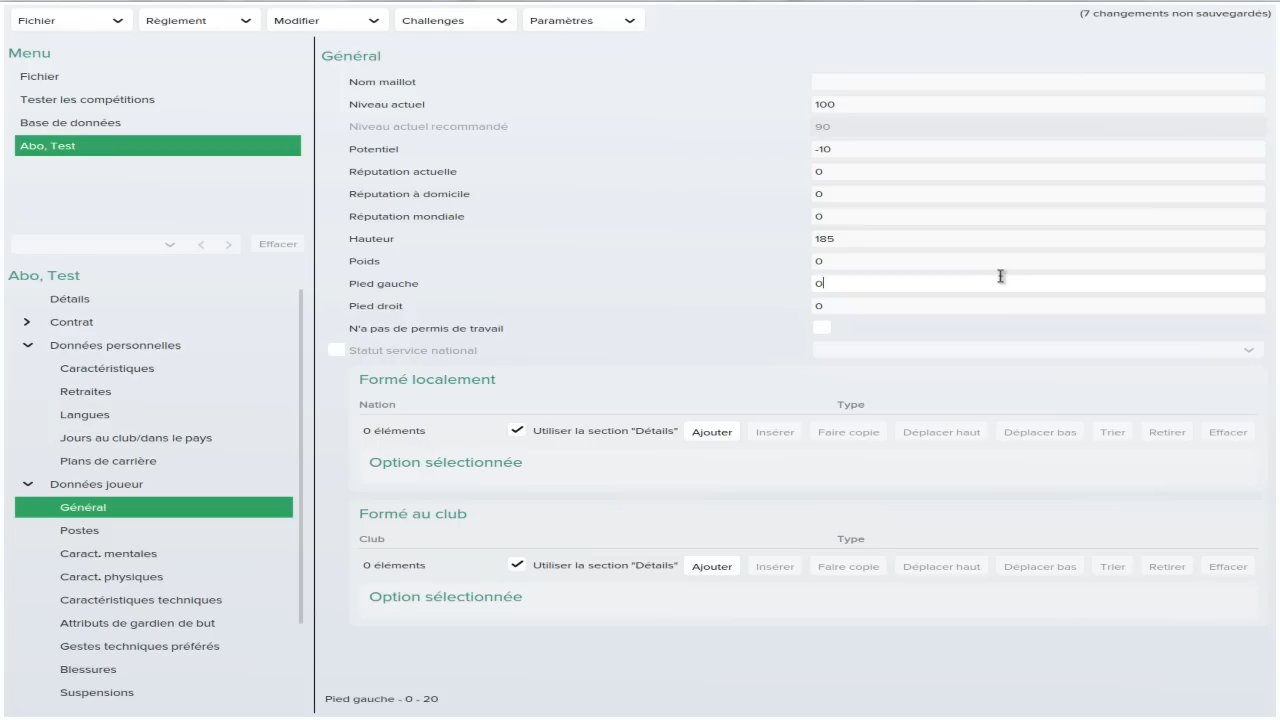 Fichier Règlement Modifier Challenges Paramètres (7 changements non sauvegardés)
Menu
Fichier
Tester les compétitions
Base de données
Abo, Test
Effacer
Abo, Test
Détails
Contrat
Données personnelles
Caractéristiques
Retraites
Langues
Jours au club/dans le pays
Plans de carrière
Données joueur
Général
Postes
Caract. mentales
Caract. physiques
Caractéristiques techniques
Attributs de gardien de but
Gestes techniques préférés
Blessures
Suspensions
Général
Nom maillot
Niveau actuel 100
Niveau actuel recommandé 90
Potentiel -10
Réputation actuelle 0
Réputation à domicile 0
Réputation mondiale 0
Hauteur 185
Poids 0
Pied gauche 0
Pied droit 0
N'a pas de permis de travail
Statut service national
Formé localement
Nation Type
0 éléments Utiliser la section "Détails" Ajouter Insérer Faire copie Déplacer haut Déplacer bas Trier Retirer Effacer
Option sélectionnée
Formé au club
Club Type
0 éléments Utiliser la section "Détails" Ajouter Insérer Faire copie Déplacer haut Déplacer bas Trier Retirer Effacer
Option sélectionnée
Pied gauche - 0 - 20